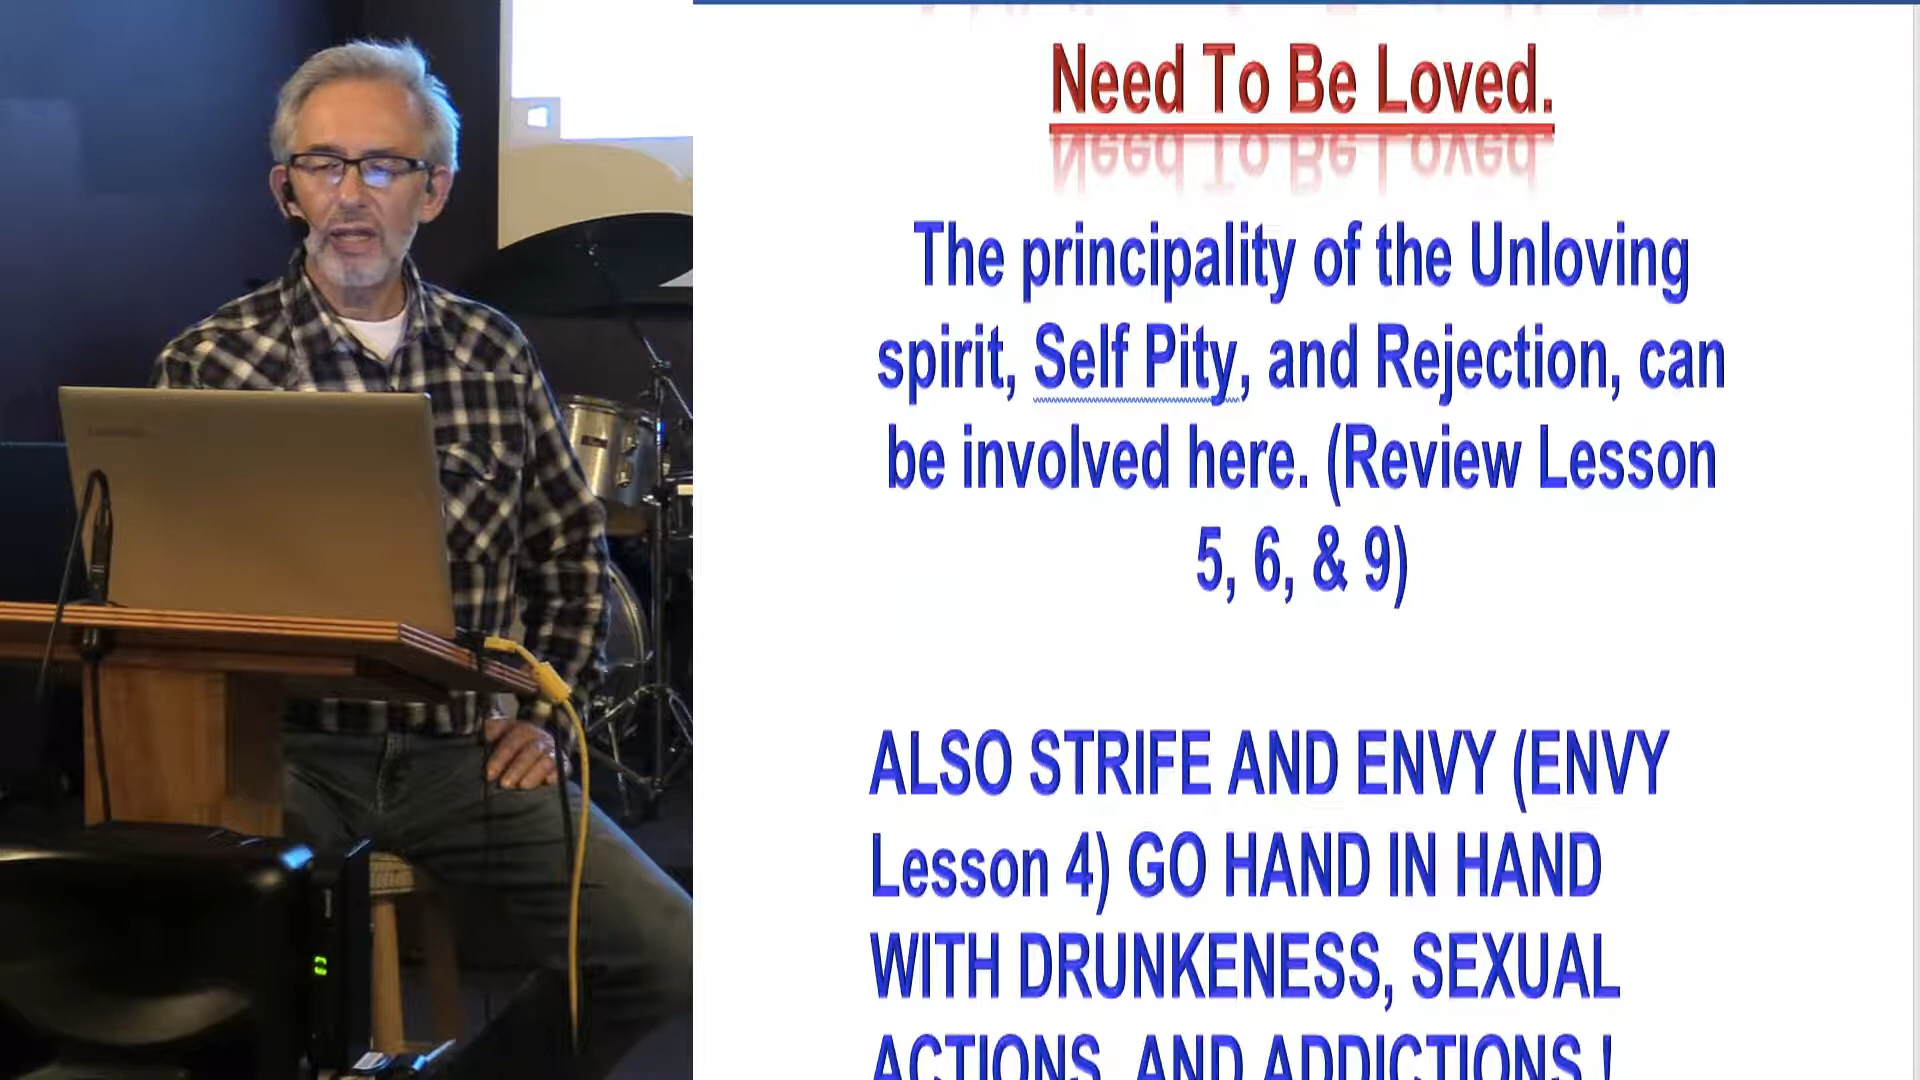 Need To Be Loved.
The principality of the Unloving
spirit, Self Pity, and Rejection, can
be involved here. (Review Lesson
5, 6, & 9)
ALSO STRIFE AND ENVY (ENVY
Lesson 4) GO HAND IN HAND
WITH DRUNKENESS, SEXUAL
ACTIONS, AND ADDICTIONS !